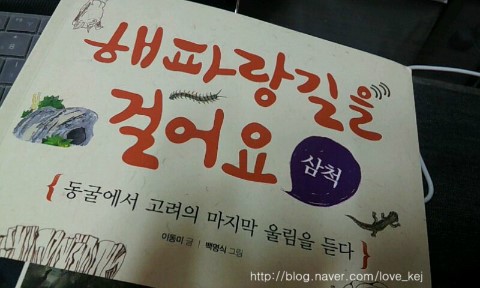 해파랑길을
걸어요
삼척
{ 동굴에서 고려의 마지막 울림을 듣다 }
이동미 글 | 백명식 그림
http://blog.naver.com/love_kej